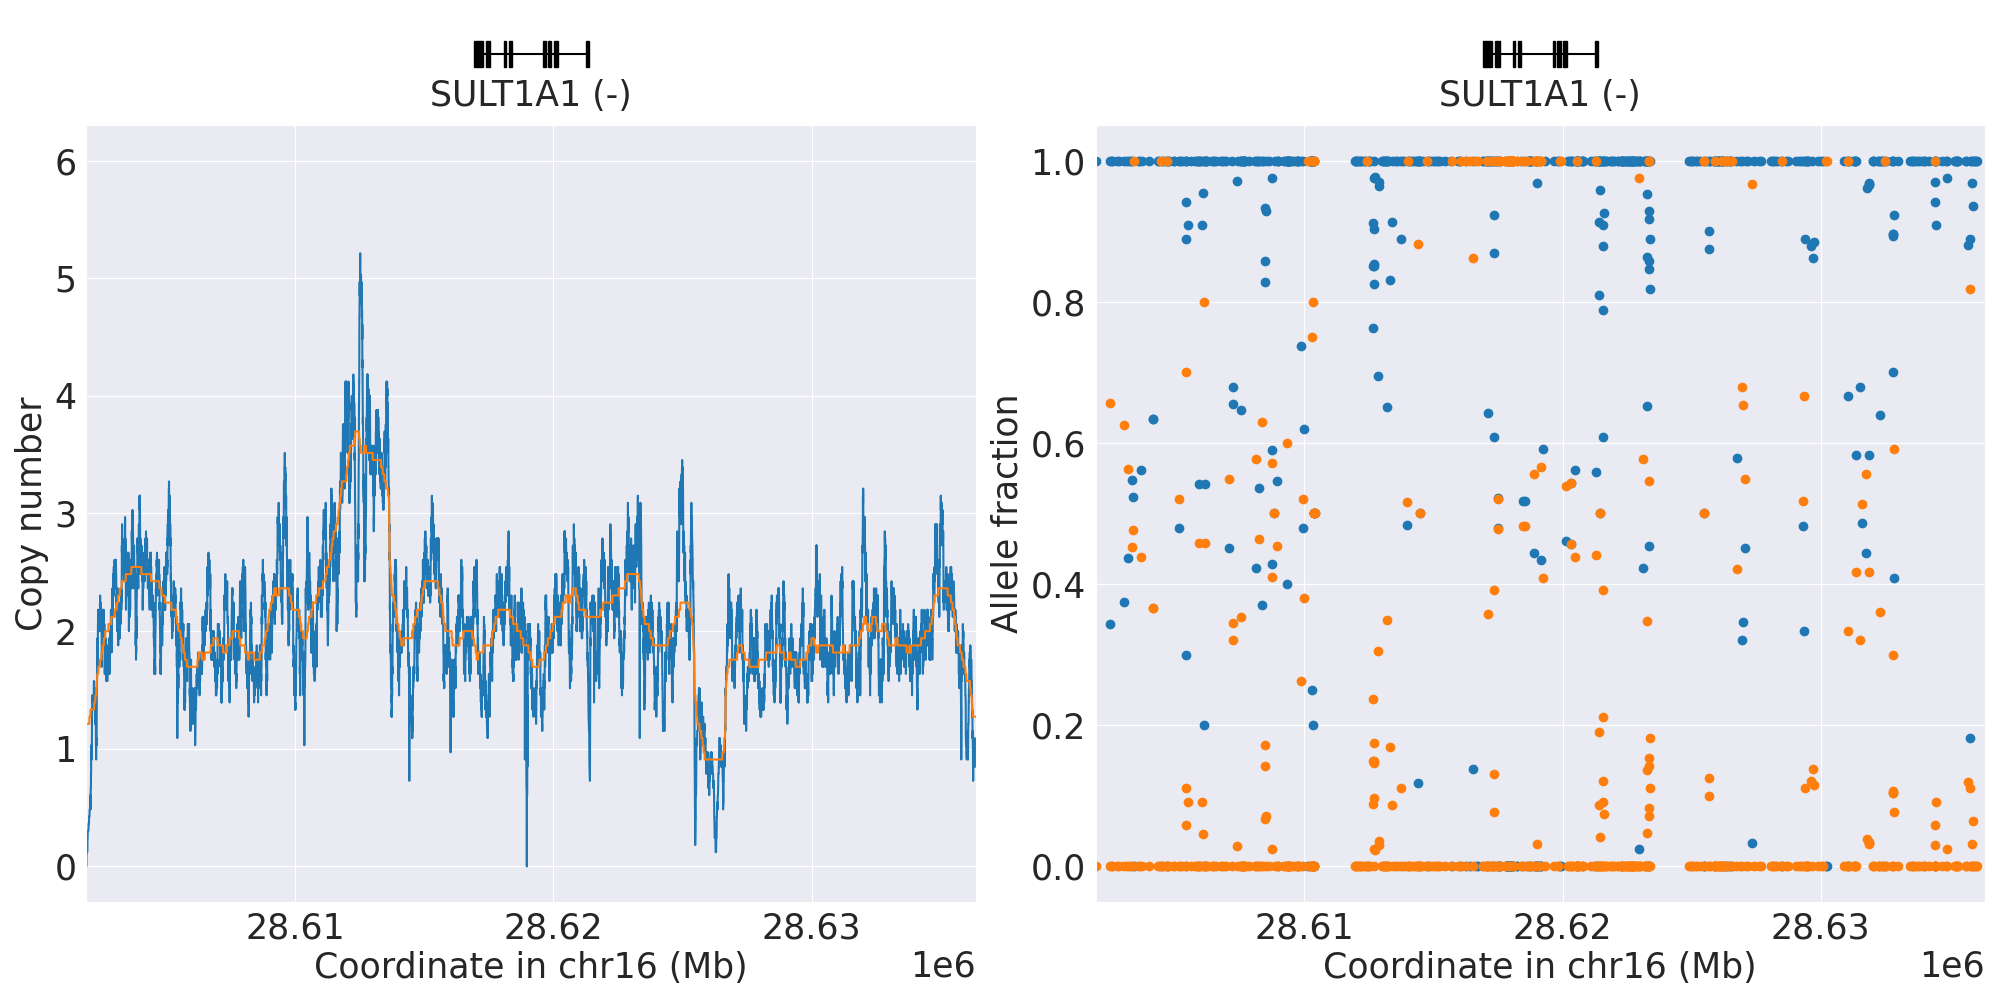 SULT1A1 (-)
6
5
4
3
2
1
0
Copy number
28.61
28.62
28.63
Coordinate in chr16 (Mb)
1e6
SULT1A1 (-)
1.0
0.8
0.6
0.4
0.2
0.0
Allele fraction
28.61
28.62
28.63
Coordinate in chr16 (Mb)
1e6